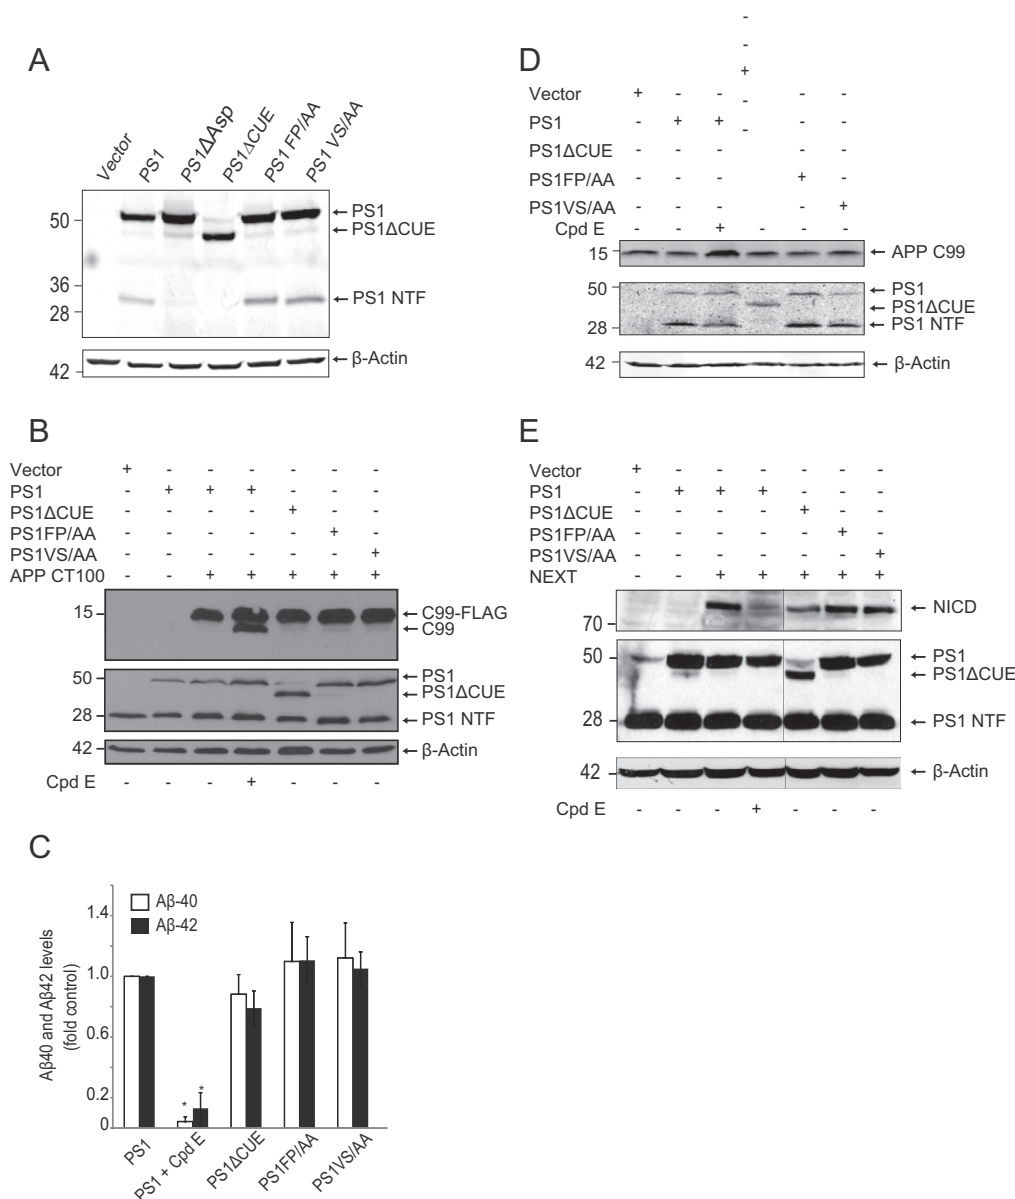 A
Vector PS1 PS1ΔΔAsp PS1ΔCUE PS1 FP/AA PS1 VS/AA
50
36
28
← PS1
← PS1ΔCUE
← PS1 NTF
42
← β-Actin
B
Vector + - - - - - -
PS1 - + + + - - -
PS1ΔCUE - - - - + - -
PS1FP/AA - - - - - + -
PS1VS/AA - - - - - - +
APP CT100 - - + + + + +
15
← C99-FLAG
← C99
50
← PS1
← PS1ΔCUE
28
← PS1 NTF
42
← β-Actin
Cpd E - - - + - - -
C
Aβ40 and Aβ42 levels
(fold control)
1.4
1.0
0.6
0.2
0
Aβ-40
Aβ-42
* *
PS1 PS1 + Cpd E PS1ΔCUE PS1FP/AA PS1VS/AA
D
-
-
+
-
-
Vector + - - - -
PS1 - + + - -
PS1ΔCUE - - - - -
PS1FP/AA - - - + -
PS1VS/AA - - - - +
Cpd E - - + - - -
15
← APP C99
50
← PS1
← PS1ΔCUE
28
← PS1 NTF
42
← β-Actin
E
Vector + - - - - - -
PS1 - + + + - - -
PS1ΔCUE - - - - + - -
PS1FP/AA - - - - - + -
PS1VS/AA - - - - - - +
NEXT - - + + + + +
← NICD
70
50
← PS1
← PS1ΔCUE
28
← PS1 NTF
42
← β-Actin
Cpd E - - - + - - -